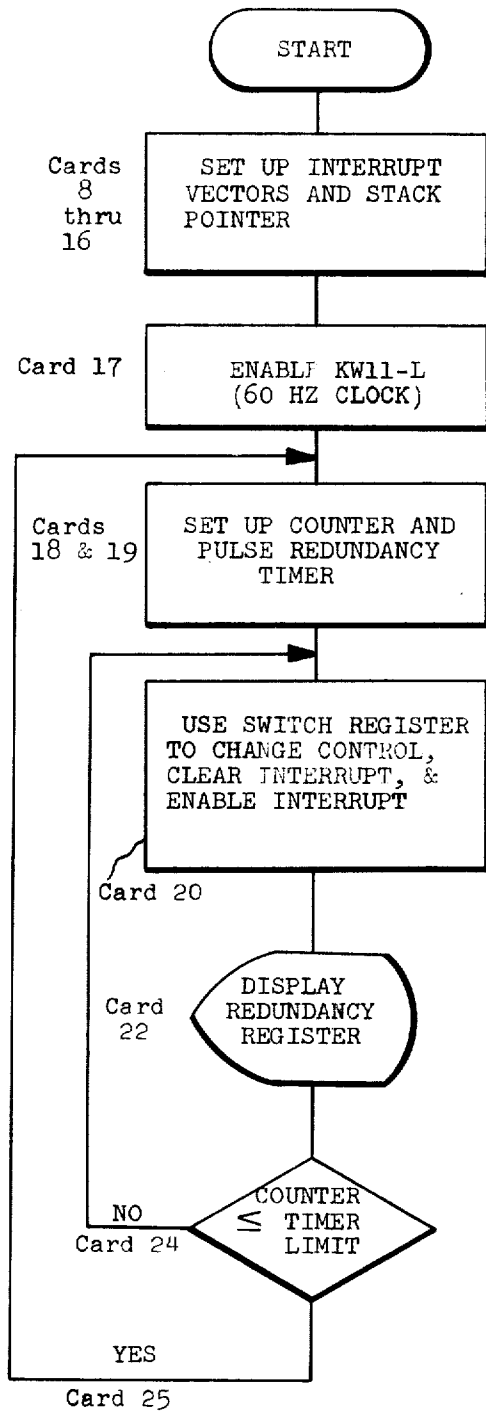 START
Cards
8
thru
16
SET UP INTERRUPT
VECTORS AND STACK
POINTER
Card 17
ENABLE KW11-L
(60 HZ CLOCK)
Cards
18 & 19
SET UP COUNTER AND
PULSE REDUNDANCY
TIMER
USE SWITCH REGISTER
TO CHANGE CONTROL,
CLEAR INTERRUPT, &
ENABLE INTERRUPT
Card 20
Card
22
DISPLAY
REDUNDANCY
REGISTER
COUNTER
≤ TIMER
LIMIT
NO
Card 24
YES
Card 25